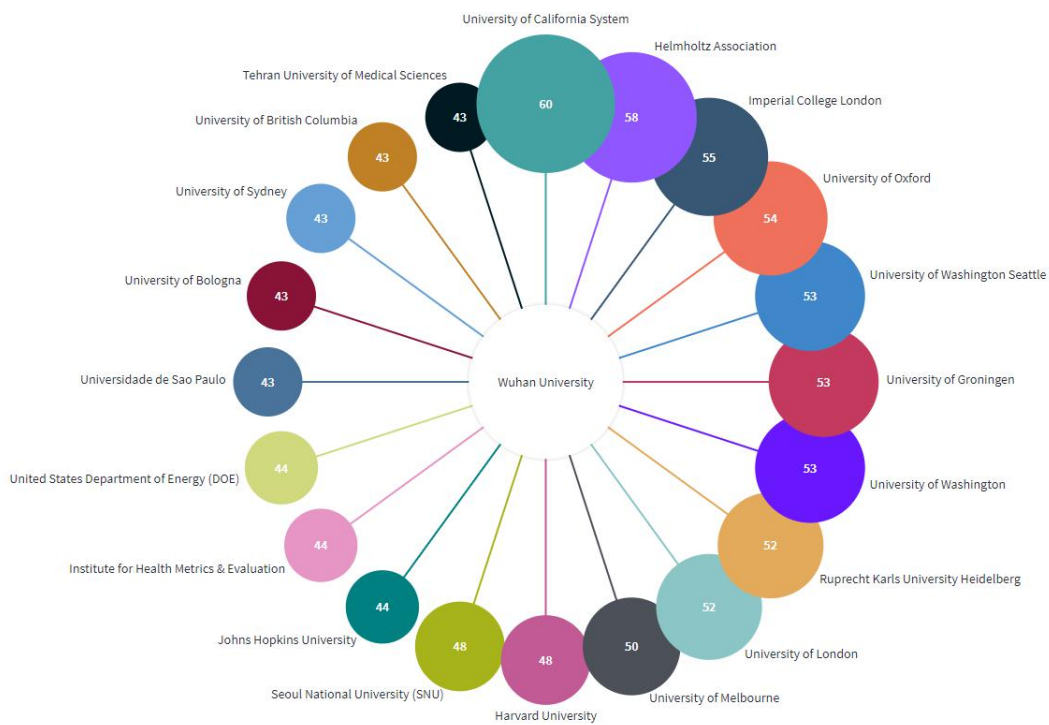 University of California System
60
Helmholtz Association
58
Imperial College London
55
University of Oxford
54
University of Washington Seattle
53
University of Groningen
53
University of Washington
53
Ruprecht Karls University Heidelberg
52
University of London
52
University of Melbourne
50
Harvard University
48
Seoul National University (SNU)
48
Johns Hopkins University
44
Institute for Health Metrics & Evaluation
44
United States Department of Energy (DOE)
44
Universidade de Sao Paulo
43
University of Bologna
43
University of Sydney
43
University of British Columbia
43
Tehran University of Medical Sciences
43
Wuhan University